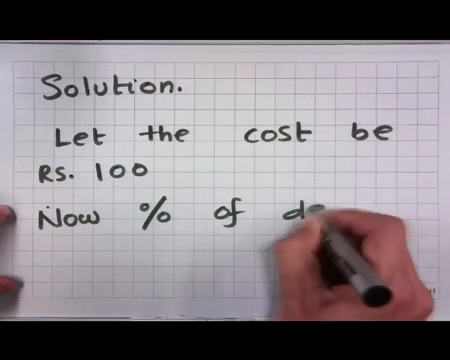 Solution.
Let the cost be
Rs. 100
Now % of